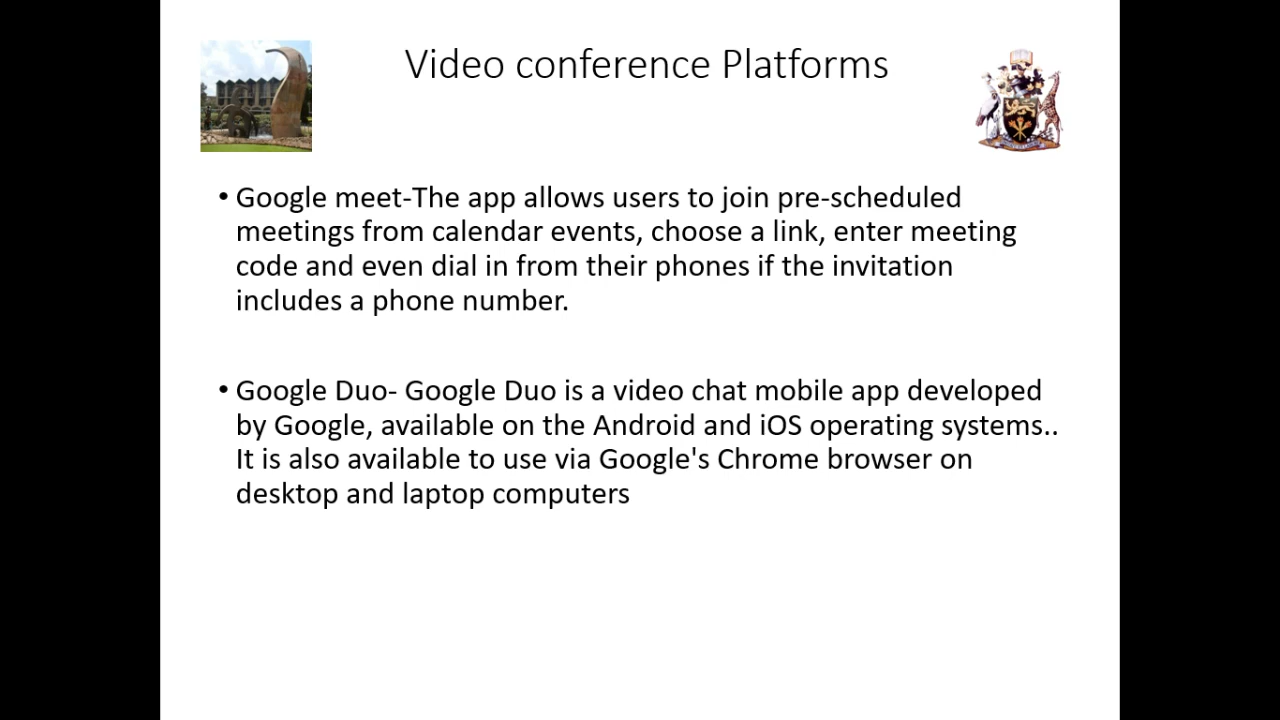 Video conference Platforms
• Google meet-The app allows users to join pre-scheduled
meetings from calendar events, choose a link, enter meeting
code and even dial in from their phones if the invitation
includes a phone number.
• Google Duo- Google Duo is a video chat mobile app developed
by Google, available on the Android and iOS operating systems..
It is also available to use via Google's Chrome browser on
desktop and laptop computers